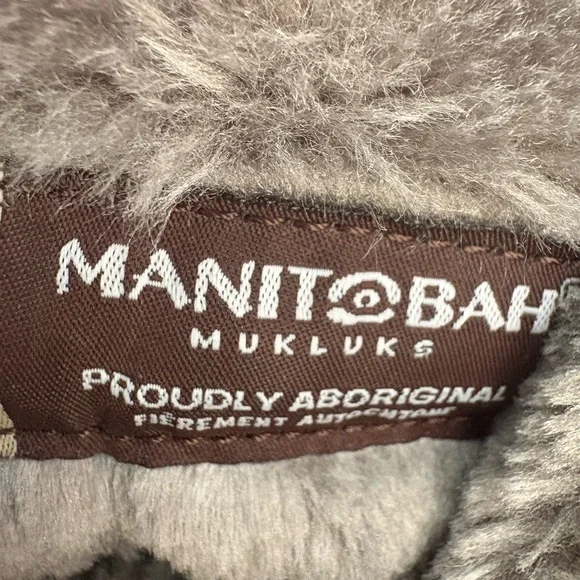 MANITOBAH
MUKLUKS
PROUDLY ABORIGINAL
FIÈREMENT AUTOCHTONE